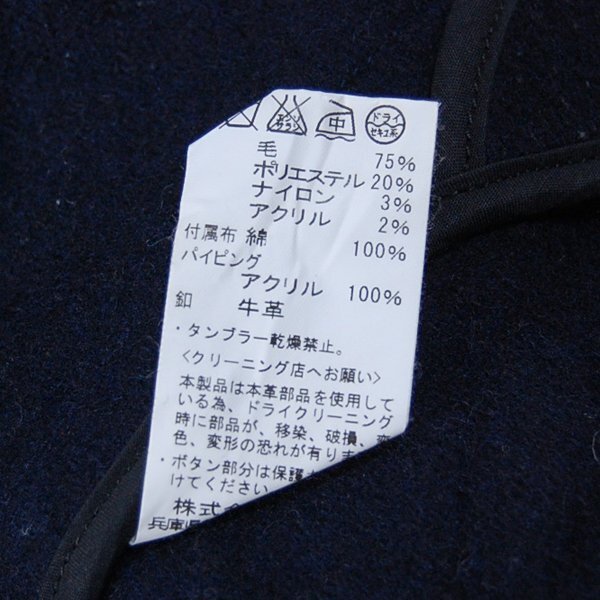 中 ドライ
セキユ系
毛 75%
ポリエステル 20%
ナイロン 3%
アクリル 2%
付属布 綿 100%
パイピング
アクリル 100%
釦 牛革
・タンブラー乾燥禁止。
<クリーニング店へお願い>
本製品は本革部品を使用して
いる為、ドライクリーニング
時に部品が、移染、破損、変
色、変形の恐れが有りま
・ボタン部分は保護
けてください
株式
兵庫県